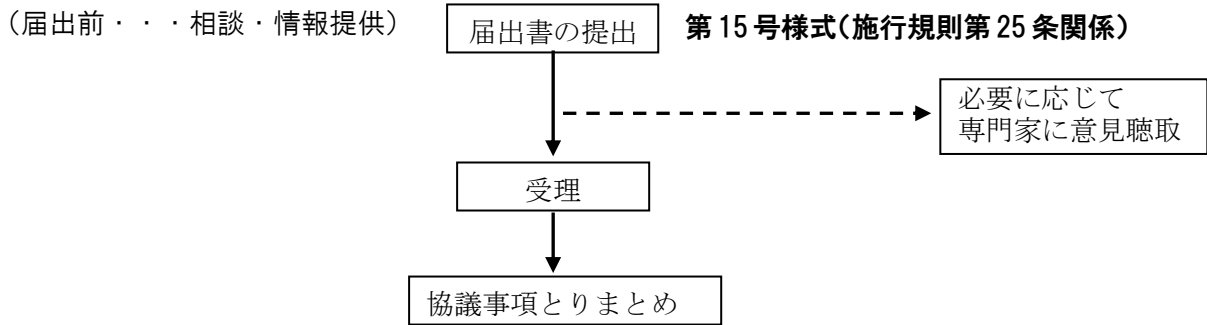 （届出前・・・相談・情報提供）
届出書の提出
第15号様式（施行規則第25条関係）
必要に応じて
専門家に意見聴取
受理
協議事項とりまとめ